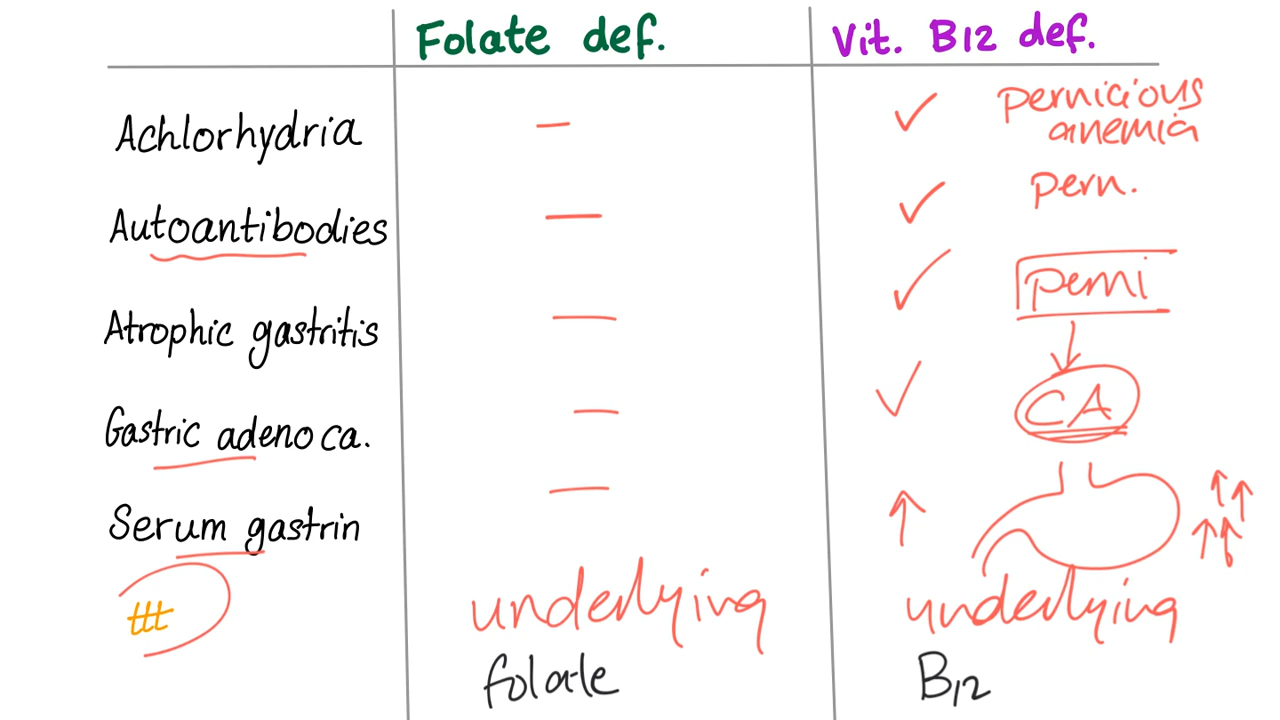 Folate def. Vit. B12 def.
Achlorhydria — ✓ pernicious anemia
Autoantibodies — ✓ pern.
Atrophic gastritis — ✓ perni
Gastric adeno ca. — ✓ CA
Serum gastrin — ↑ ↑↑ ↑↑
ttt underlying underlying
folate B12